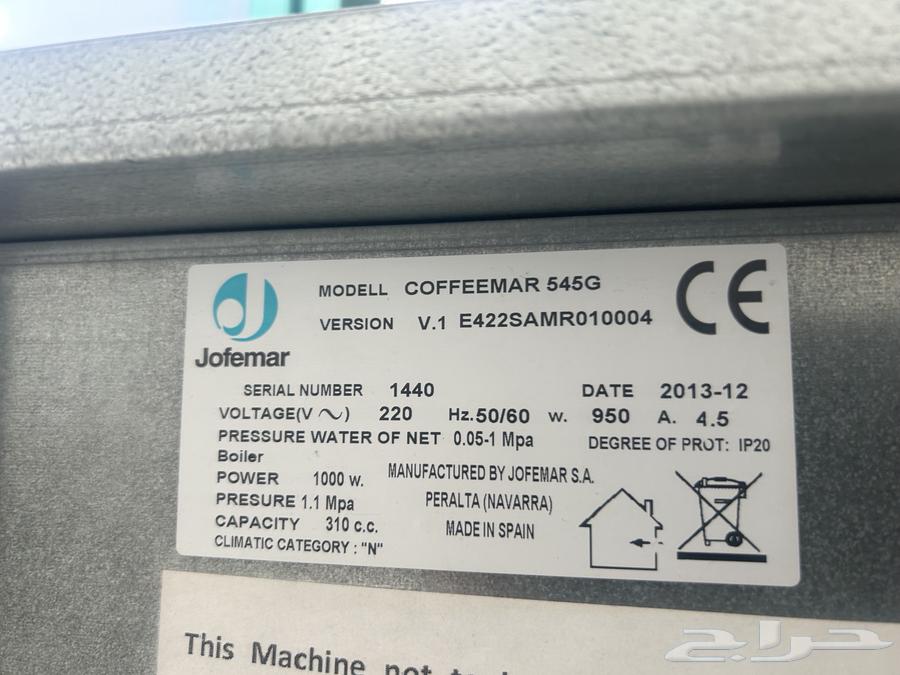 Jofemar
MODELL COFFEEMAR 545G
VERSION V.1 E422SAMR010004
CE
SERIAL NUMBER 1440 DATE 2013-12
VOLTAGE(V ~) 220 Hz. 50/60 w. 950 A. 4.5
PRESSURE WATER OF NET 0.05-1 Mpa DEGREE OF PROT: IP20
Boiler
POWER 1000 w. MANUFACTURED BY JOFEMAR S.A.
PRESURE 1.1 Mpa PERALTA (NAVARRA)
CAPACITY 310 c.c. MADE IN SPAIN
CLIMATIC CATEGORY : "N"
This Machine not
حراج